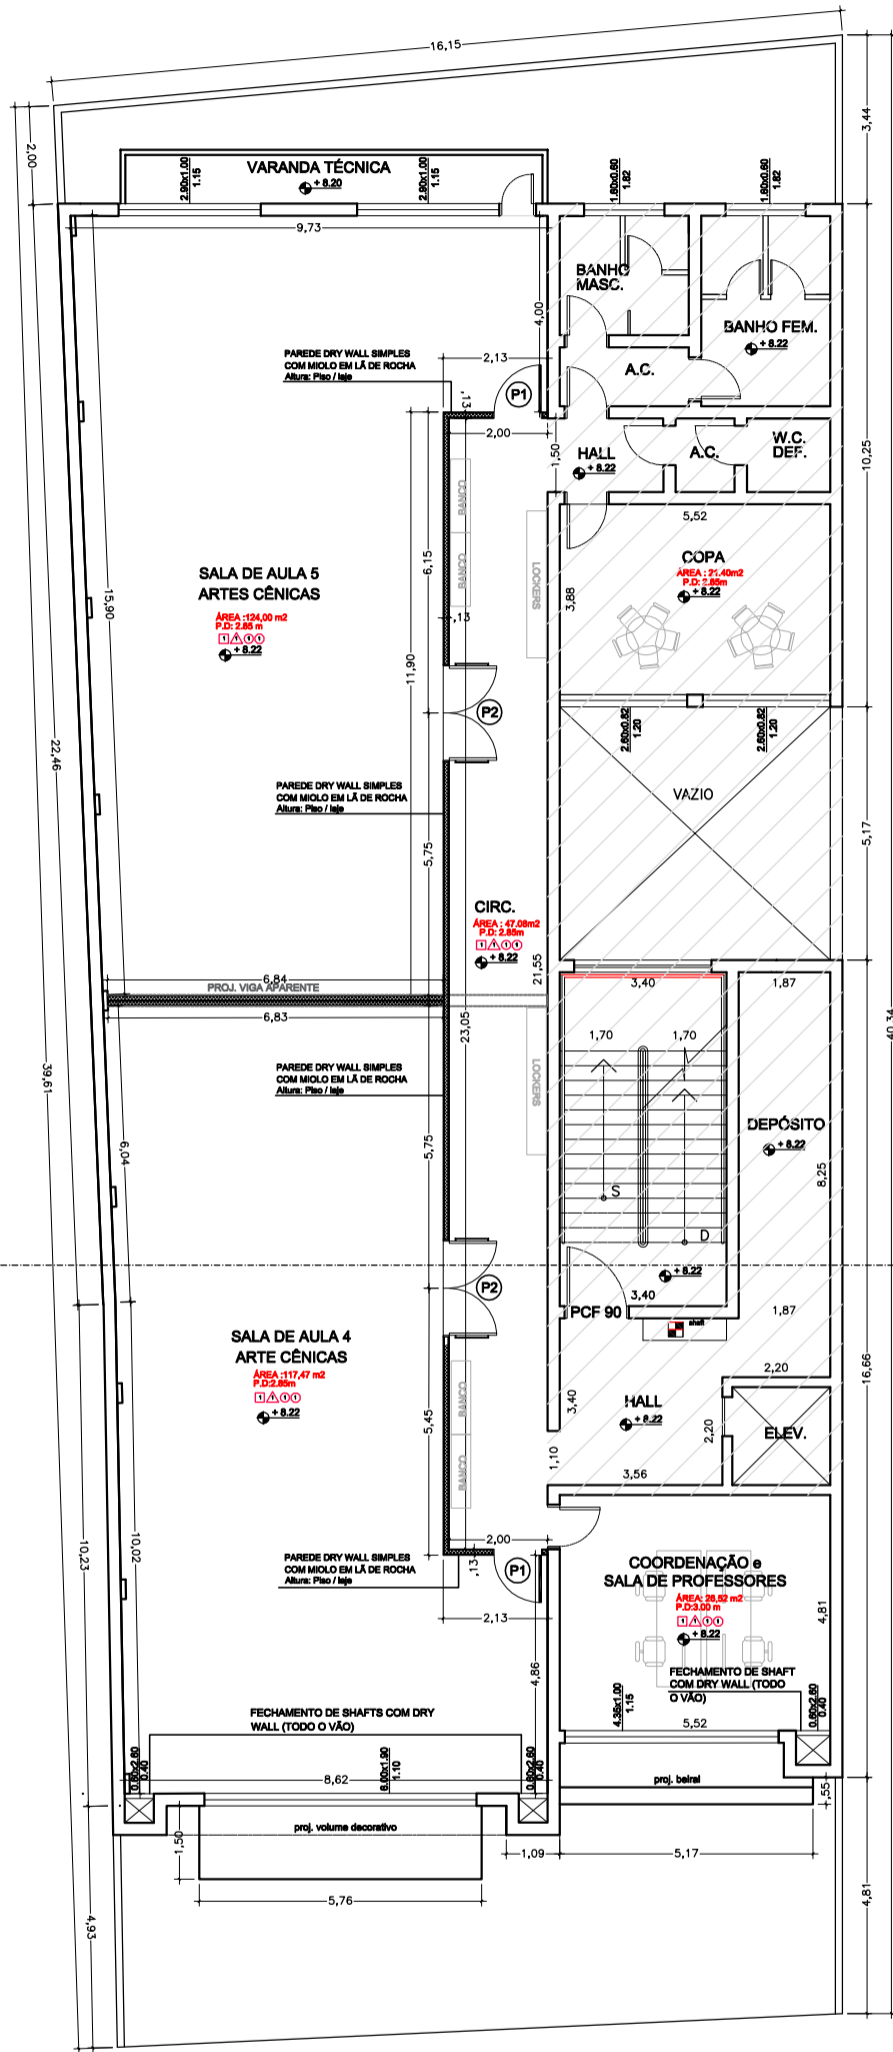 16,15
3,44
2,00
VARANDA TÉCNICA
+ 8.20
2.90x1.00
1.15
2.90x1.00
1.15
1.60x0.60
1.82
1.60x0.60
1.82
9,73
4,00
BANHO
MASC.
BANHO FEM.
+ 8.22
A.C.
PAREDE DRY WALL SIMPLES
COM MIOLO EM LÃ DE ROCHA
Altura: Piso / laje
2,13
P1
,13
2,00
1,50
HALL
+ 8.22
A.C.
W.C.
DEF.
10,25
BANCO
BANCO
LOCKERS
5,52
COPA
ÁREA : 21.40m2
P.D: 2.85m
+ 8.22
3,88
6,15
SALA DE AULA 5
ARTES CÊNICAS
ÁREA :124,00 m2
P.D: 2.85 m
+ 8.22
15,90
,13
11,90
P2
2.60x0.82
1.20
2.60x0.82
1.20
22,46
PAREDE DRY WALL SIMPLES
COM MIOLO EM LÃ DE ROCHA
Altura: Piso / laje
VAZIO
5,75
5,17
CIRC.
ÁREA : 47.08m2
P.D: 2.88m
+ 8.22
21,55
6,84
PROJ. VIGA APARENTE
6,83
23,05
3,40
1,87
40,34
1,70
1,70
39,61
PAREDE DRY WALL SIMPLES
COM MIOLO EM LÃ DE ROCHA
Altura: Piso / laje
LOCKERS
DEPÓSITO
+ 8.22
6,04
5,75
8,25
S
D
+ 8.22
3,40
P2
PCF 90
shaft
1,87
SALA DE AULA 4
ARTE CÊNICAS
ÁREA :117,47 m2
P.D:2.85m
+ 8.22
2,20
16,66
BANCO
BANCO
3,40
HALL
+ 8.22
2,20
ELEV.
5,45
1,10
3,56
10,23
10,02
2,00
PAREDE DRY WALL SIMPLES
COM MIOLO EM LÃ DE ROCHA
Altura: Piso / laje
,13
P1
2,13
COORDENAÇÃO e
SALA DE PROFESSORES
ÁREA: 26,52 m2
P.D:3.00 m
+ 8.22
4,81
4,86
FECHAMENTO DE SHAFT
COM DRY WALL (TODO
O VÃO)
4.35x1.00
1.15
0.60x2.60
0.40
5,52
FECHAMENTO DE SHAFTS COM DRY
WALL (TODO O VÃO)
0.60x2.60
0.40
8,62
6.00x1.90
1.10
0.60x2.60
0.40
proj. beiral
,55
proj. volume decorativo
1,50
1,09
5,17
5,76
4,93
4,81